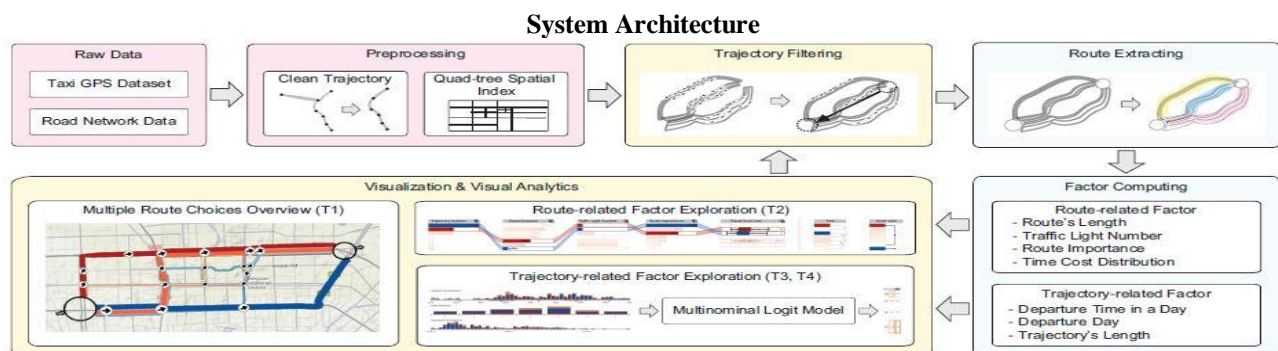 System Architecture
Raw Data
Taxi GPS Dataset
Road Network Data
Preprocessing
Clean Trajectory
Quad-tree Spatial
Index
Trajectory Filtering
Route Extracting
Visualization & Visual Analytics
Multiple Route Choices Overview (T1)
Route-related Factor Exploration (T2)
Trajectory-related Factor Exploration (T3, T4)
Multinominal Logit Model
Factor Computing
Route-related Factor
- Route's Length
- Traffic Light Number
- Route Importance
- Time Cost Distribution
Trajectory-related Factor
- Departure Time in a Day
- Departure Day
- Trajectory's Length